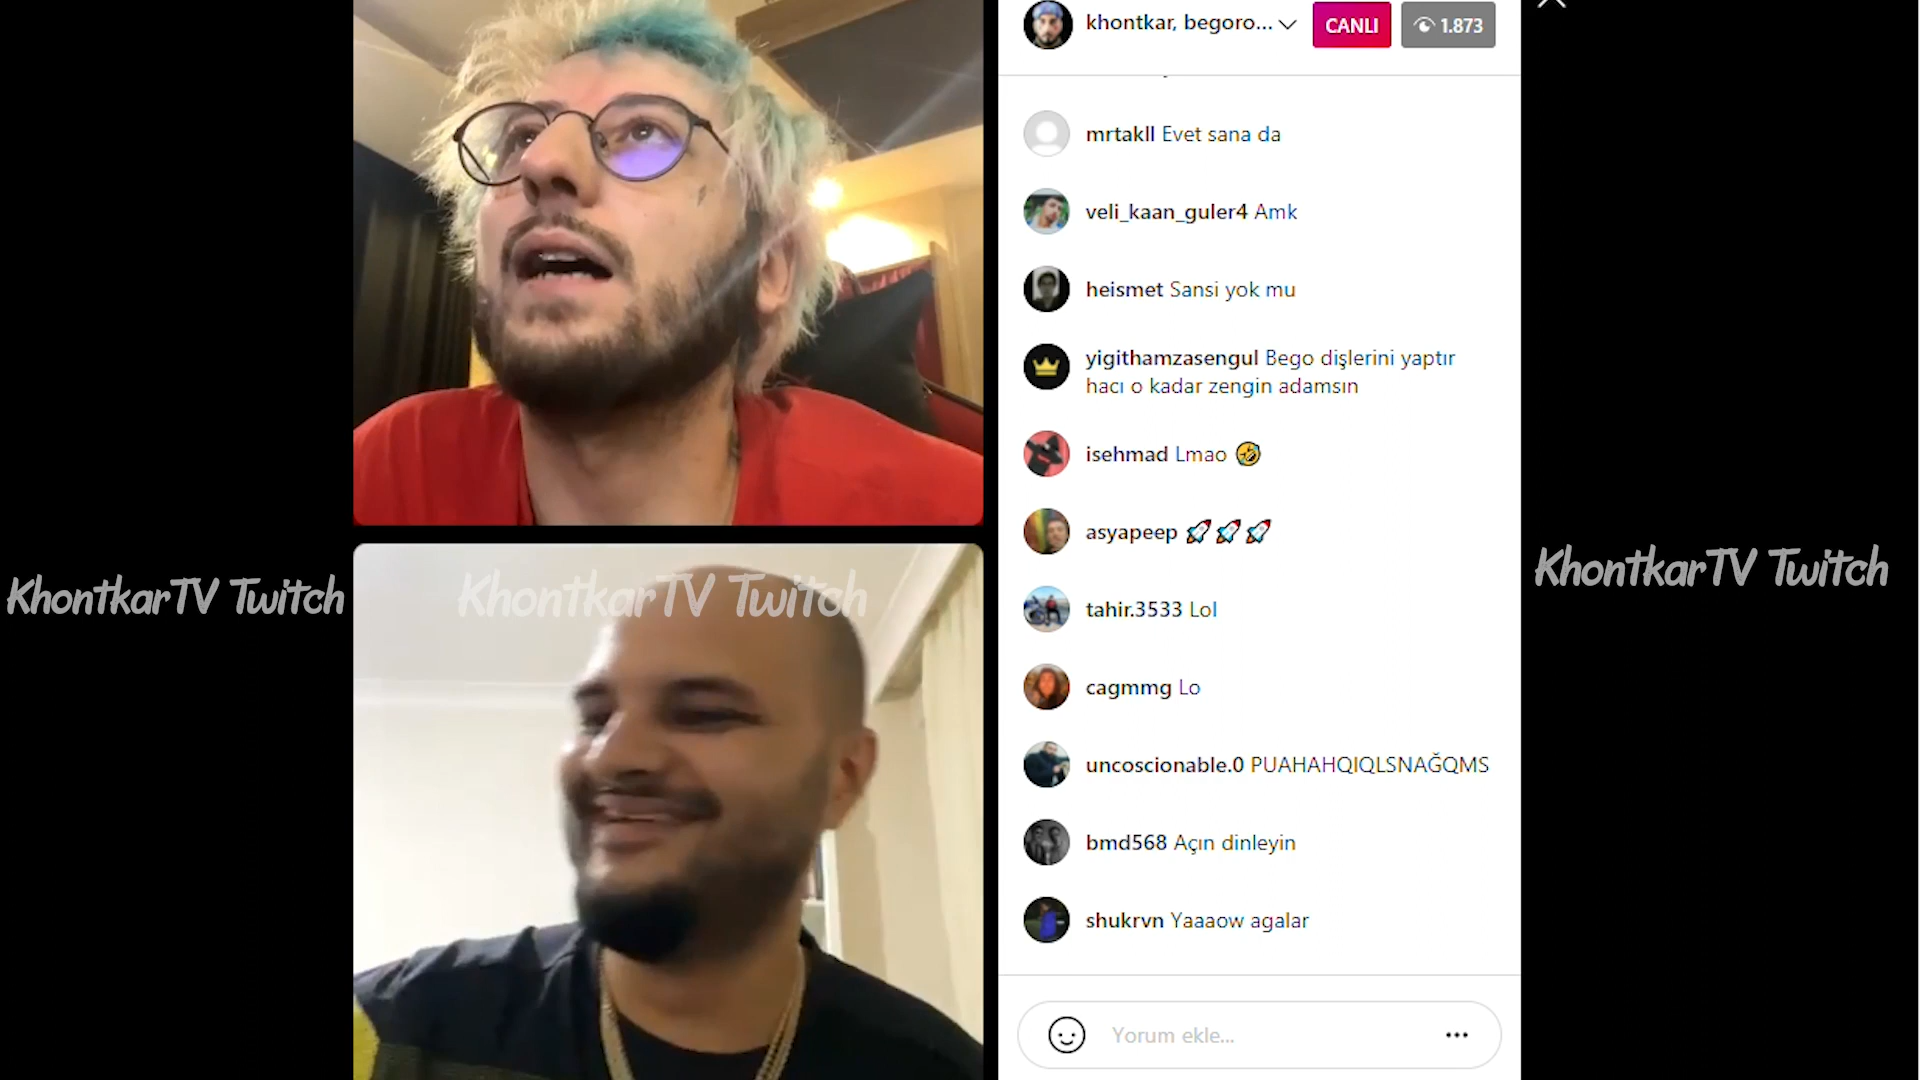 khontkar, begoro...
CANLI
1.873
mrtakll Evet sana da
veli_kaan_guler4 Amk
heismet Sansi yok mu
yigithamzasengul Bego dişlerini yaptır
hacı o kadar zengin adamsın
isehmad Lmao 🤣
asyapeep 🚀🚀🚀
tahir.3533 Lol
cagmmg Lo
uncoscionable.0 PUAHAHQIQLSNAĞQMS
bmd568 Açın dinleyin
shukrvn Yaaaow agalar
Yorum ekle...
KhontkarTV Twitch
KhontkarTV Twitch
KhontkarTV Twitch